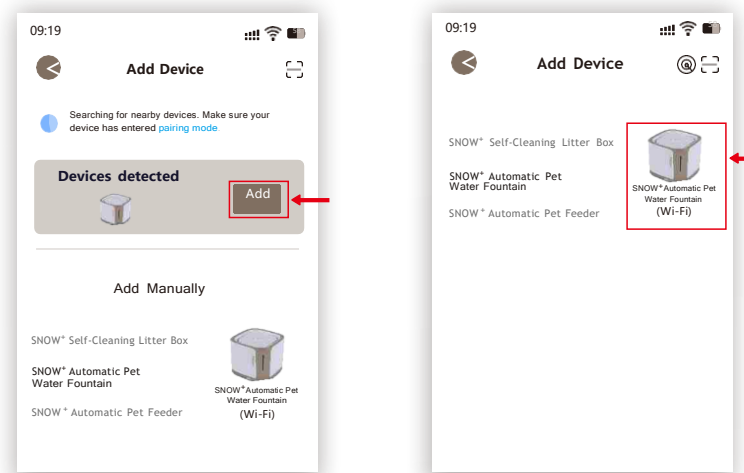 09:19
Add Device
Searching for nearby devices. Make sure your
device has entered pairing mode.
Devices detected
Add
Add Manually
SNOW⁺ Self-Cleaning Litter Box
SNOW⁺ Automatic Pet
Water Fountain
SNOW⁺ Automatic Pet Feeder
SNOW⁺Automatic Pet
Water Fountain
(Wi-Fi)
09:19
Add Device
SNOW⁺ Self-Cleaning Litter Box
SNOW⁺ Automatic Pet
Water Fountain
SNOW⁺ Automatic Pet Feeder
SNOW⁺Automatic Pet
Water Fountain
(Wi-Fi)